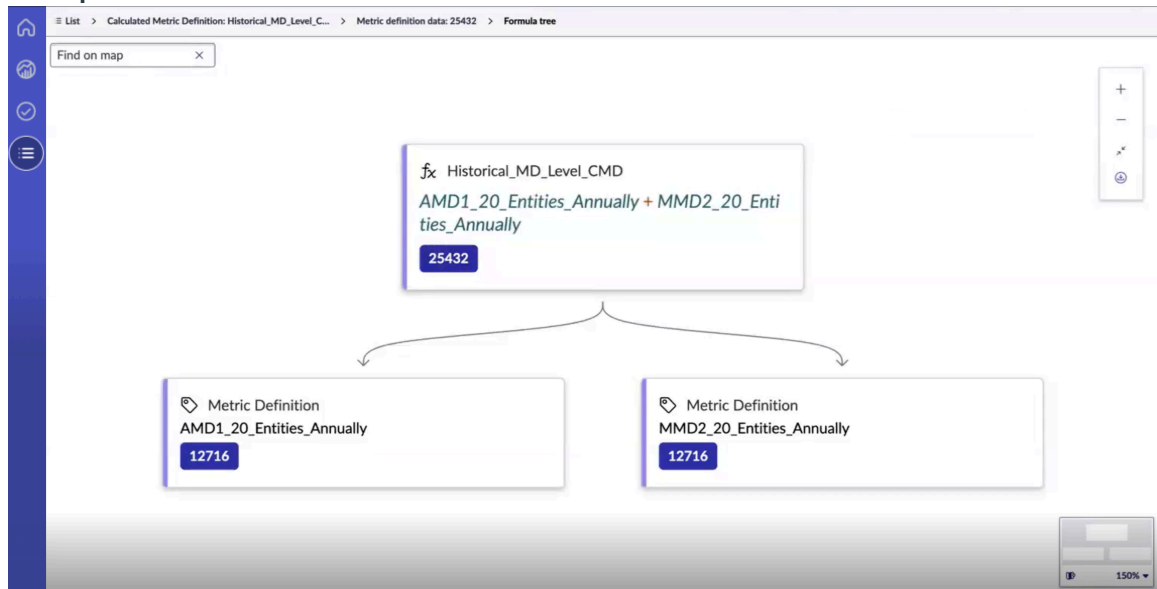 List > Calculated Metric Definition: Historical_MD_Level_C... > Metric definition data: 25432 > Formula tree
Find on map
fx Historical_MD_Level_CMD
AMD1_20_Entities_Annually + MMD2_20_Enti
ties_Annually
25432
Metric Definition
AMD1_20_Entities_Annually
12716
Metric Definition
MMD2_20_Entities_Annually
12716
150%